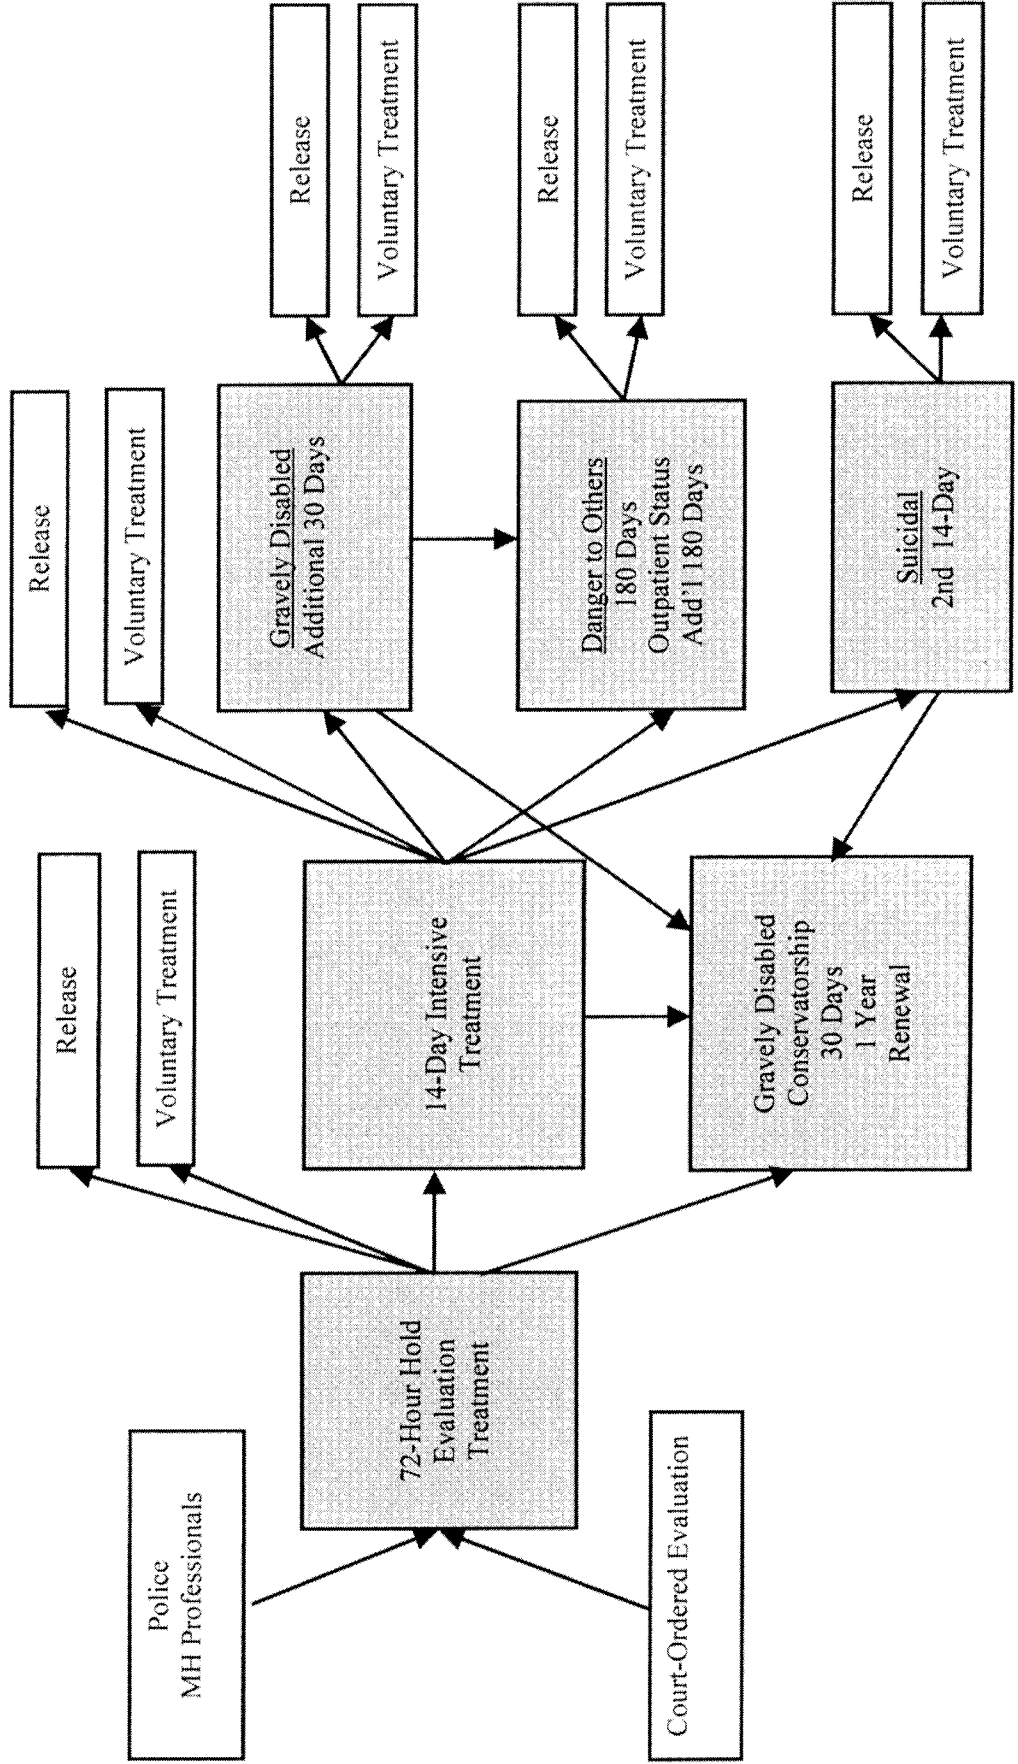 Police
MH Professionals
Court-Ordered Evaluation
72-Hour Hold
Evaluation
Treatment
Release
Voluntary Treatment
14-Day Intensive
Treatment
Gravely Disabled
Conservatorship
30 Days
1 Year
Renewal
Release
Voluntary Treatment
Gravely Disabled
Additional 30 Days
Danger to Others
180 Days
Outpatient Status
Add'l 180 Days
Suicidal
2nd 14-Day
Release
Voluntary Treatment
Release
Voluntary Treatment
Release
Voluntary Treatment